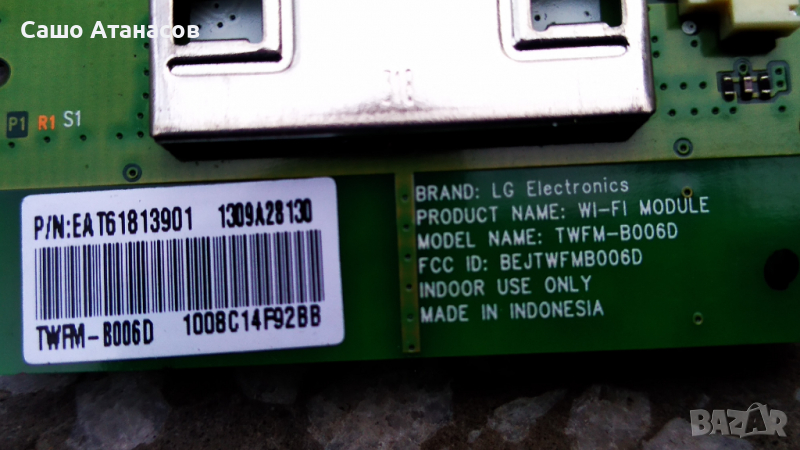 Сашо Атанасов
P1 R1 S1
P/N:EAT61813901 1309A28130
TWFM-B006D 1008C14F92BB
BRAND: LG Electronics
PRODUCT NAME: WI-FI MODULE
MODEL NAME: TWFM-B006D
FCC ID: BEJTWFMB006D
INDOOR USE ONLY
MADE IN INDONESIA
BAZAR